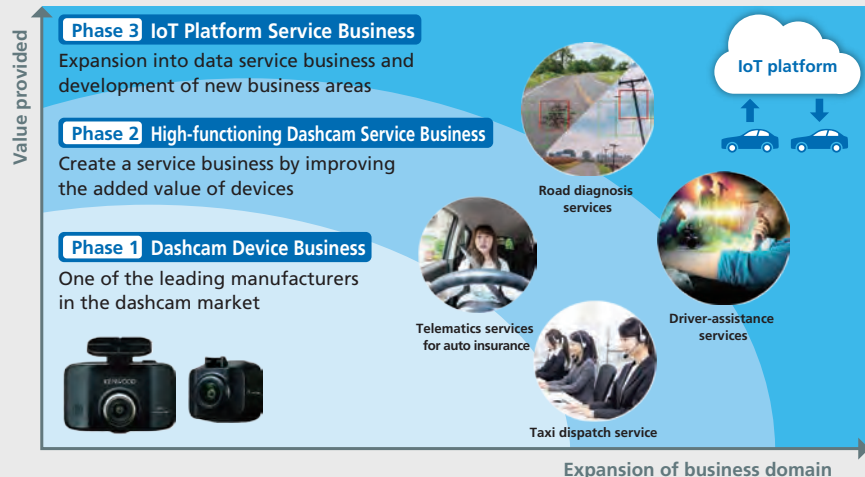 Value provided
Phase 3 IoT Platform Service Business
Expansion into data service business and
development of new business areas
IoT platform
Phase 2 High-functioning Dashcam Service Business
Create a service business by improving
the added value of devices
Road diagnosis
services
Phase 1 Dashcam Device Business
One of the leading manufacturers
in the dashcam market
Telematics services
for auto insurance
Driver-assistance
services
KENWOOD
Taxi dispatch service
Expansion of business domain